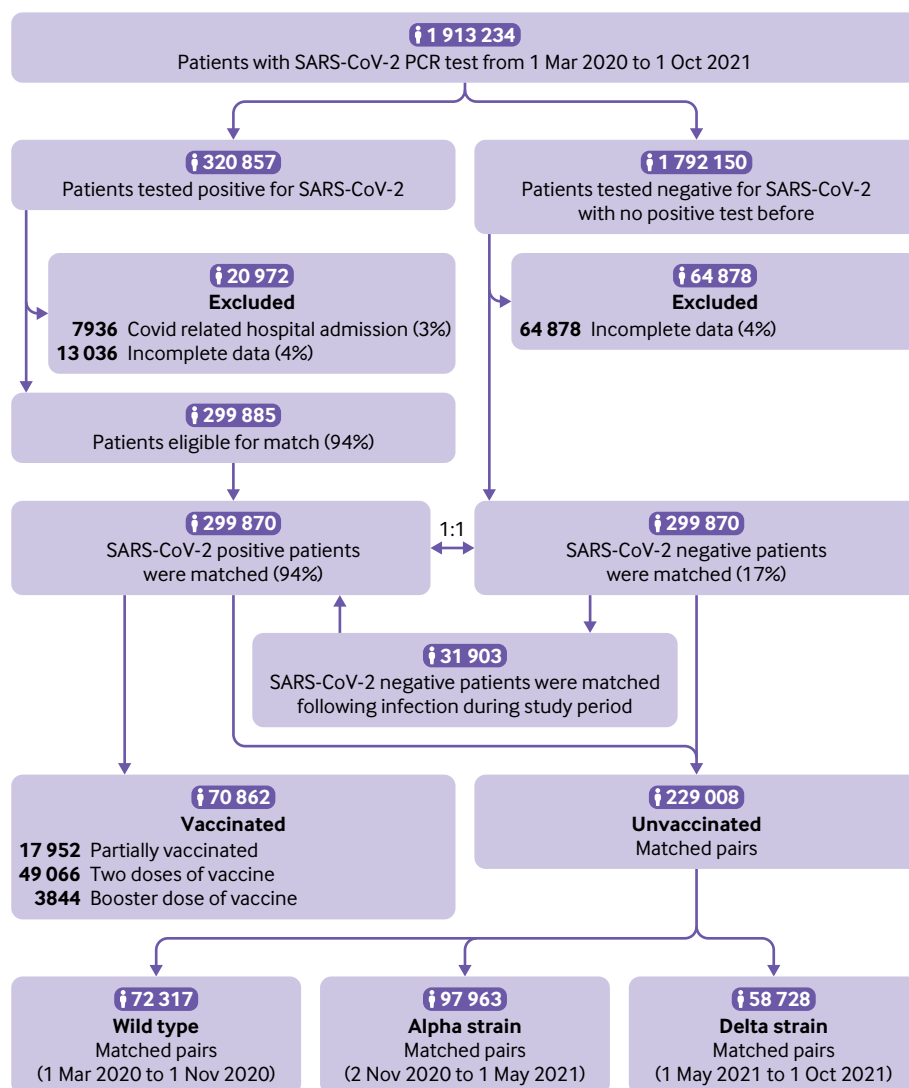 1 913 234
Patients with SARS-CoV-2 PCR test from 1 Mar 2020 to 1 Oct 2021
320 857
Patients tested positive for SARS-CoV-2
1 792 150
Patients tested negative for SARS-CoV-2
with no positive test before
20 972
Excluded
7936 Covid related hospital admission (3%)
13 036 Incomplete data (4%)
64 878
Excluded
64 878 Incomplete data (4%)
299 885
Patients eligible for match (94%)
299 870
SARS-CoV-2 positive patients
were matched (94%)
1:1
299 870
SARS-CoV-2 negative patients
were matched (17%)
31 903
SARS-CoV-2 negative patients were matched
following infection during study period
70 862
Vaccinated
17 952 Partially vaccinated
49 066 Two doses of vaccine
3844 Booster dose of vaccine
229 008
Unvaccinated
Matched pairs
72 317
Wild type
Matched pairs
(1 Mar 2020 to 1 Nov 2020)
97 963
Alpha strain
Matched pairs
(2 Nov 2020 to 1 May 2021)
58 728
Delta strain
Matched pairs
(1 May 2021 to 1 Oct 2021)